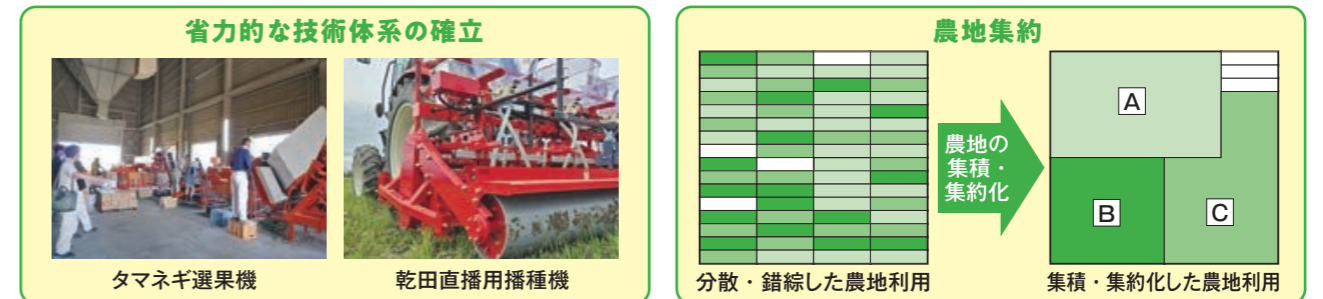 省力的な技術体系の確立
タマネギ選果機
乾田直播用播種機
農地集約
農地の
集積・
集約化
A
B
C
分散・錯綜した農地利用
集積・集約化した農地利用